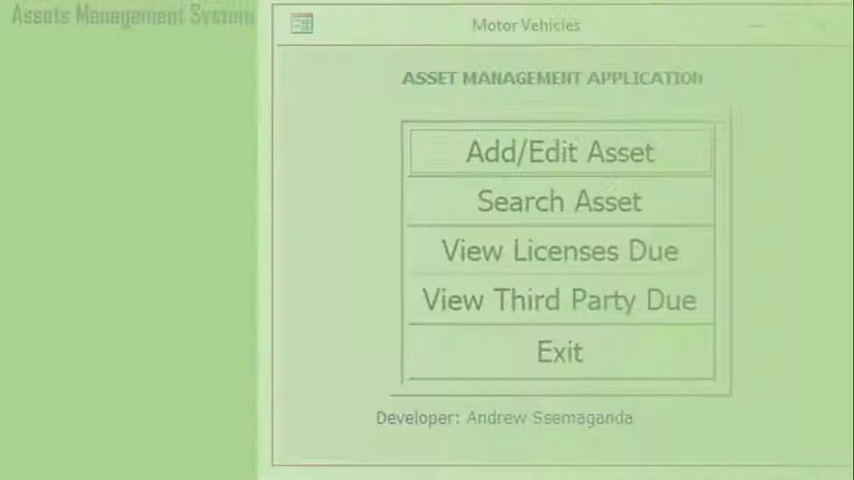 Assets Management System
Motor Vehicles
ASSET MANAGEMENT APPLICATION
Add/Edit Asset
Search Asset
View Licenses Due
View Third Party Due
Exit
Developer: Andrew Ssemaganda